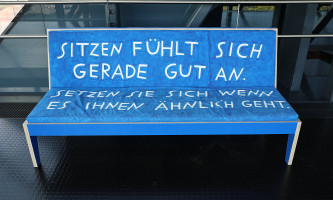 SITZEN FÜHLT SICH
GERADE GUT AN.
SETZEN SIE SICH WENN
ES IHNEN ÄHNLICH GEHT.